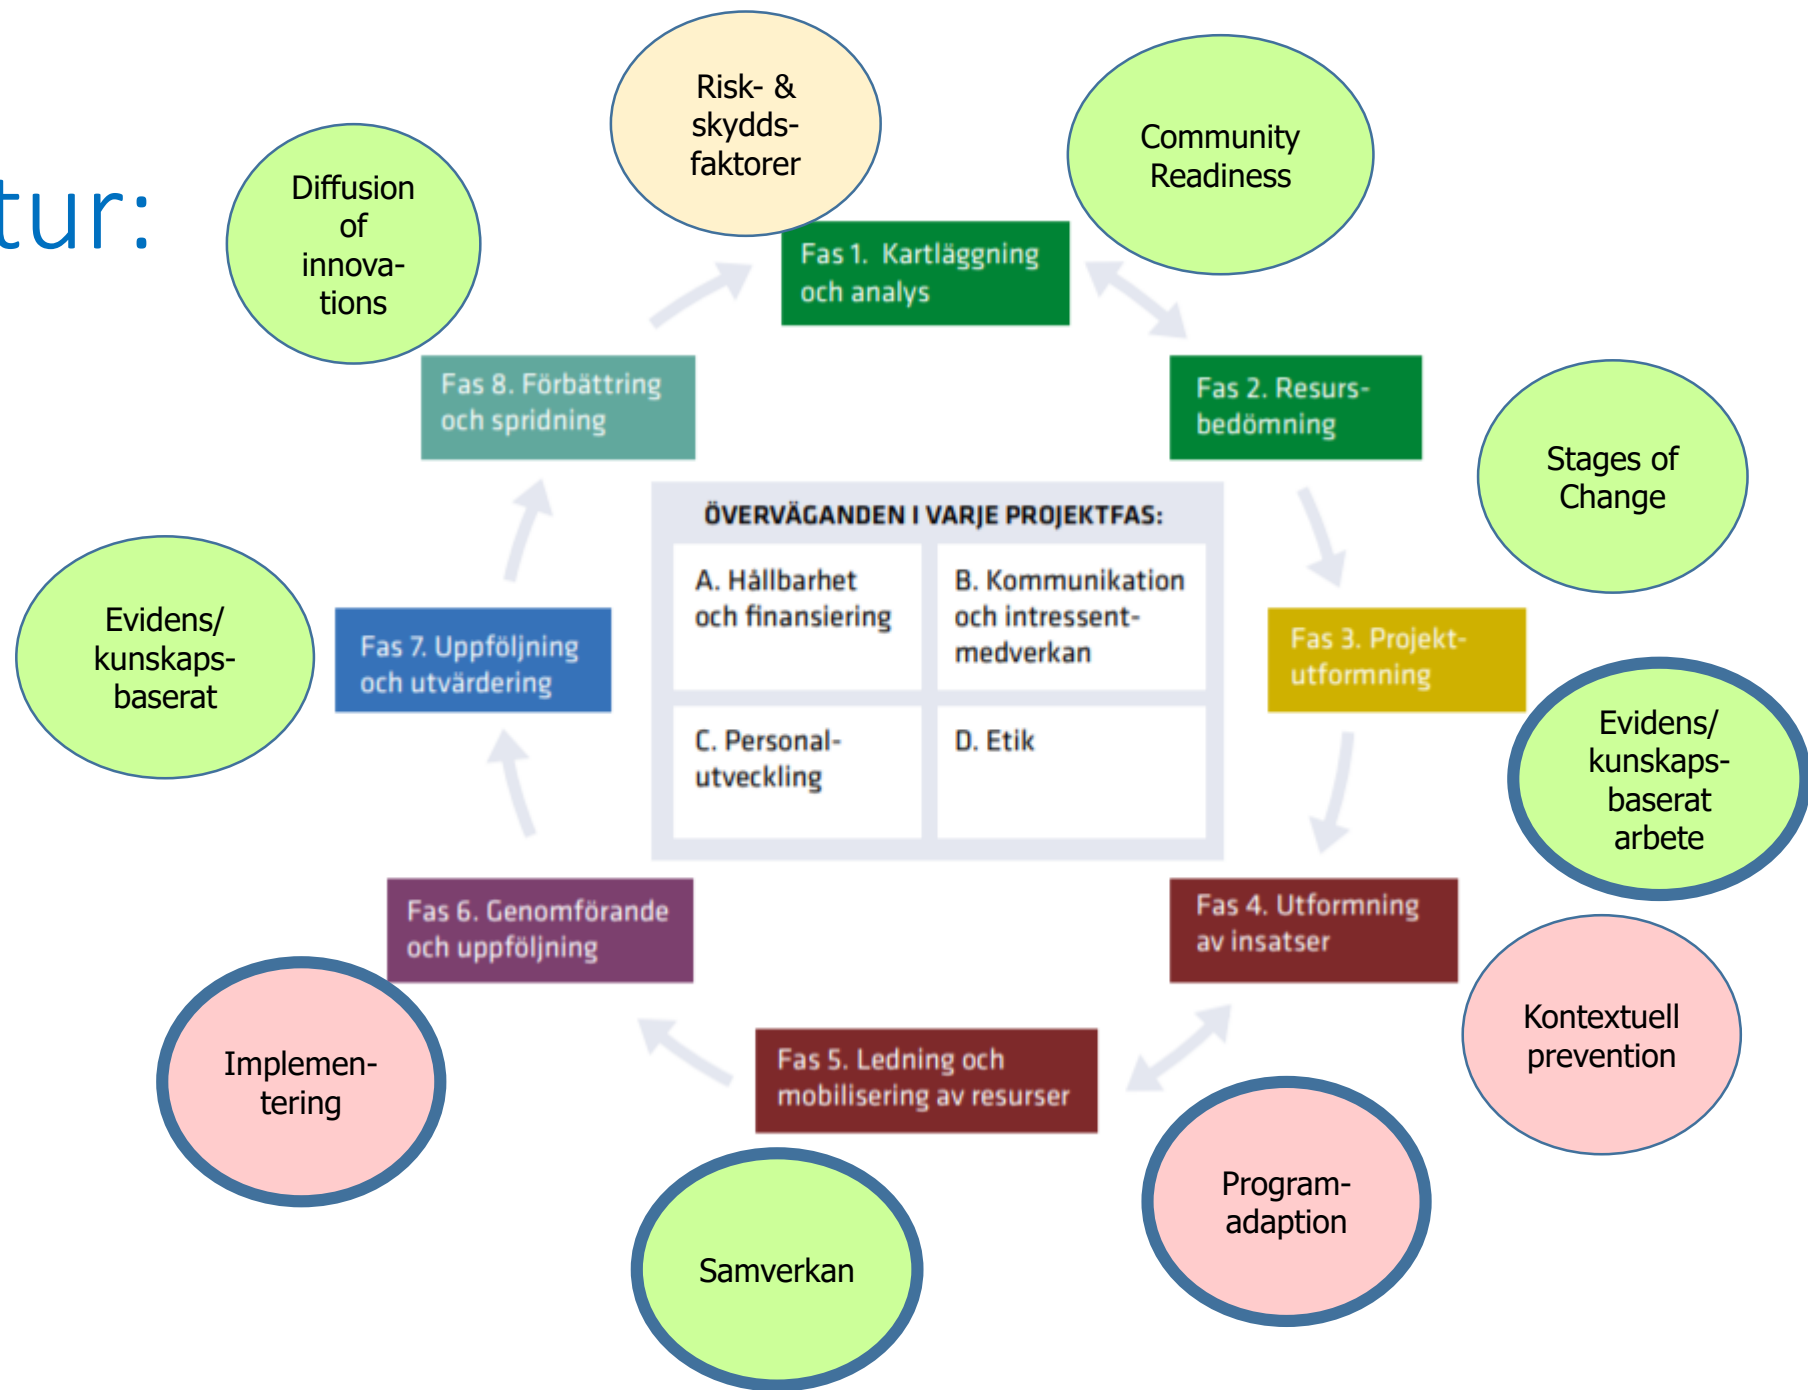 tur:
Risk- &
skydds-
faktorer
Community
Readiness
Diffusion
of
innova-
tions
Fas 1. Kartläggning
och analys
Fas 8. Förbättring
och spridning
Fas 2. Resurs-
bedömning
Stages of
Change
ÖVERVÄGANDEN I VARJE PROJEKTFAS:
A. Hållbarhet
och finansiering
B. Kommunikation
och intressent-
medverkan
C. Personal-
utveckling
D. Etik
Evidens/
kunskaps-
baserat
Fas 7. Uppföljning
och utvärdering
Fas 3. Projekt-
utformning
Evidens/
kunskaps-
baserat
arbete
Fas 6. Genomförande
och uppföljning
Fas 4. Utformning
av insatser
Kontextuell
prevention
Implemen-
tering
Fas 5. Ledning och
mobilisering av resurser
Program-
adaption
Samverkan